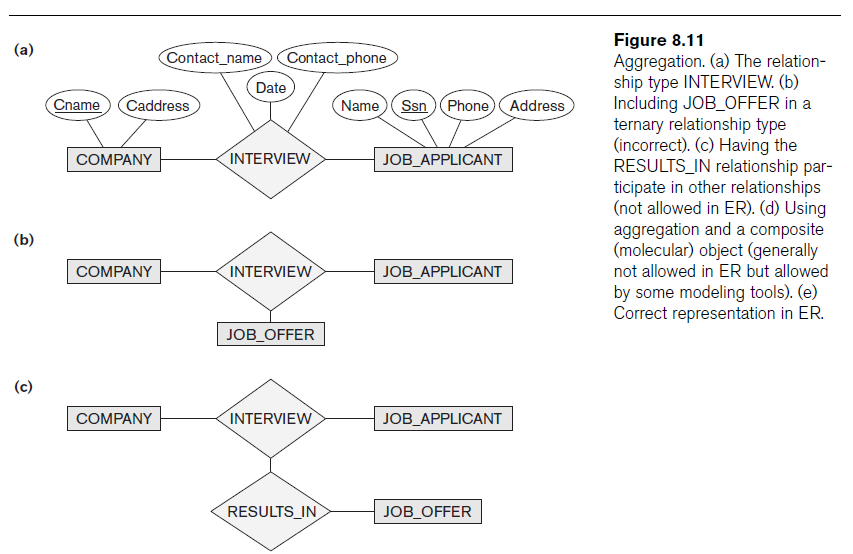 (a)
Contact_name
Contact_phone
Date
Cname
Caddress
Name
Ssn
Phone
Address
COMPANY
INTERVIEW
JOB_APPLICANT
(b)
COMPANY
INTERVIEW
JOB_APPLICANT
JOB_OFFER
(c)
COMPANY
INTERVIEW
JOB_APPLICANT
RESULTS_IN
JOB_OFFER
Figure 8.11
Aggregation. (a) The relation-
ship type INTERVIEW. (b)
Including JOB_OFFER in a
ternary relationship type
(incorrect). (c) Having the
RESULTS_IN relationship par-
ticipate in other relationships
(not allowed in ER). (d) Using
aggregation and a composite
(molecular) object (generally
not allowed in ER but allowed
by some modeling tools). (e)
Correct representation in ER.